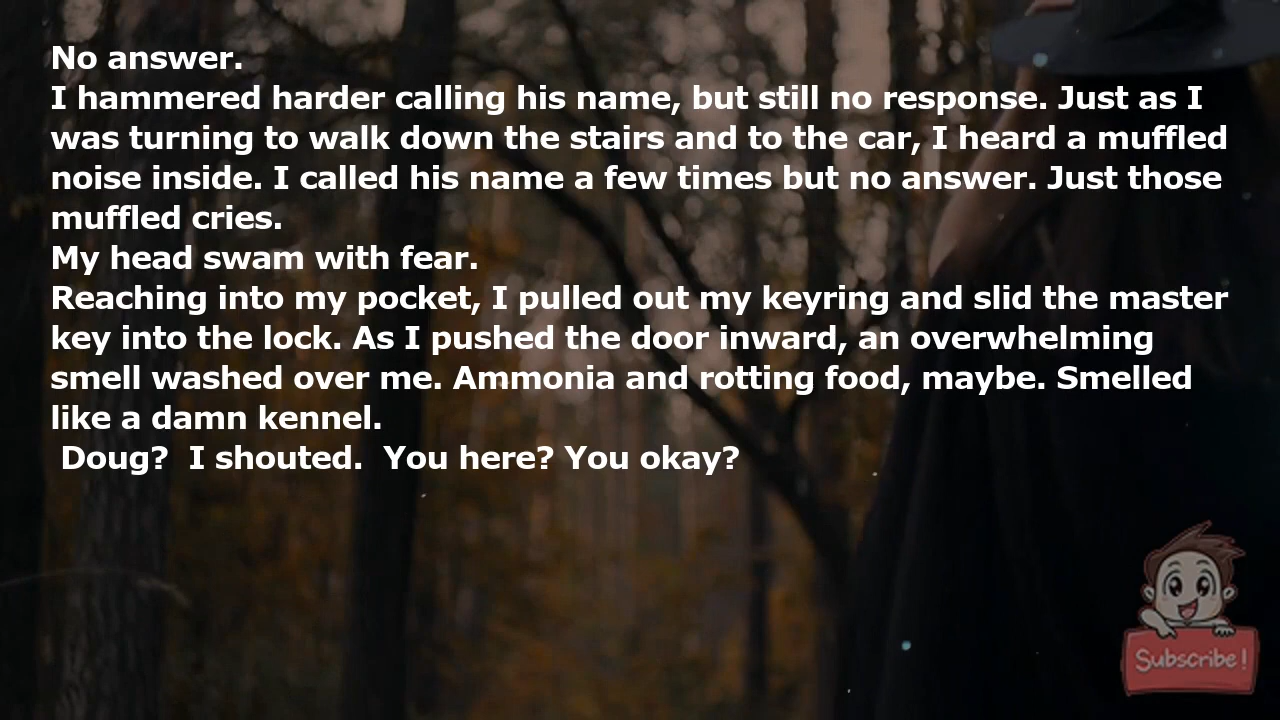 No answer.
I hammered harder calling his name, but still no response. Just as I
was turning to walk down the stairs and to the car, I heard a muffled
noise inside. I called his name a few times but no answer. Just those
muffled cries.
My head swam with fear.
Reaching into my pocket, I pulled out my keyring and slid the master
key into the lock. As I pushed the door inward, an overwhelming
smell washed over me. Ammonia and rotting food, maybe. Smelled
like a damn kennel.
Doug?  I shouted.  You here? You okay?
Subscribe!